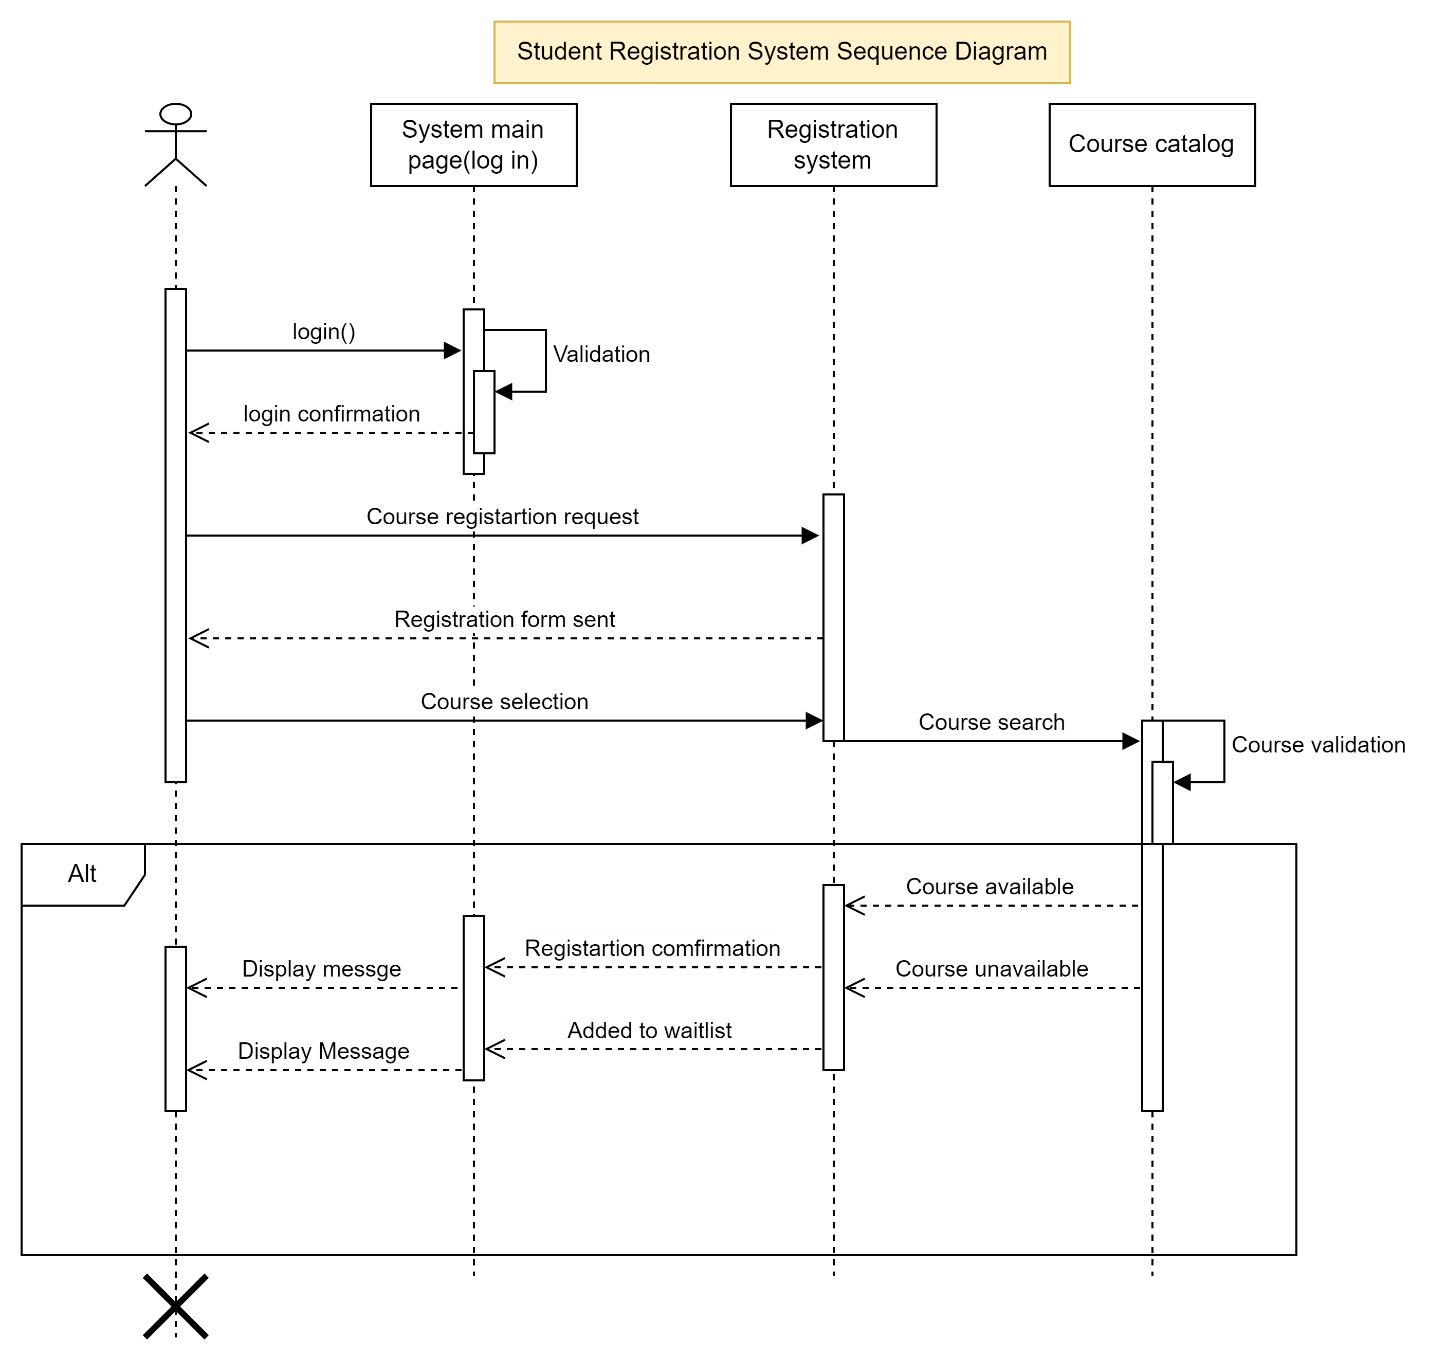 Student Registration System Sequence Diagram
System main
page(log in)
Registration
system
Course catalog
login()
Validation
login confirmation
Course registartion request
Registration form sent
Course selection
Course search
Course validation
Alt
Course available
Registartion comfirmation
Display messge
Course unavailable
Added to waitlist
Display Message